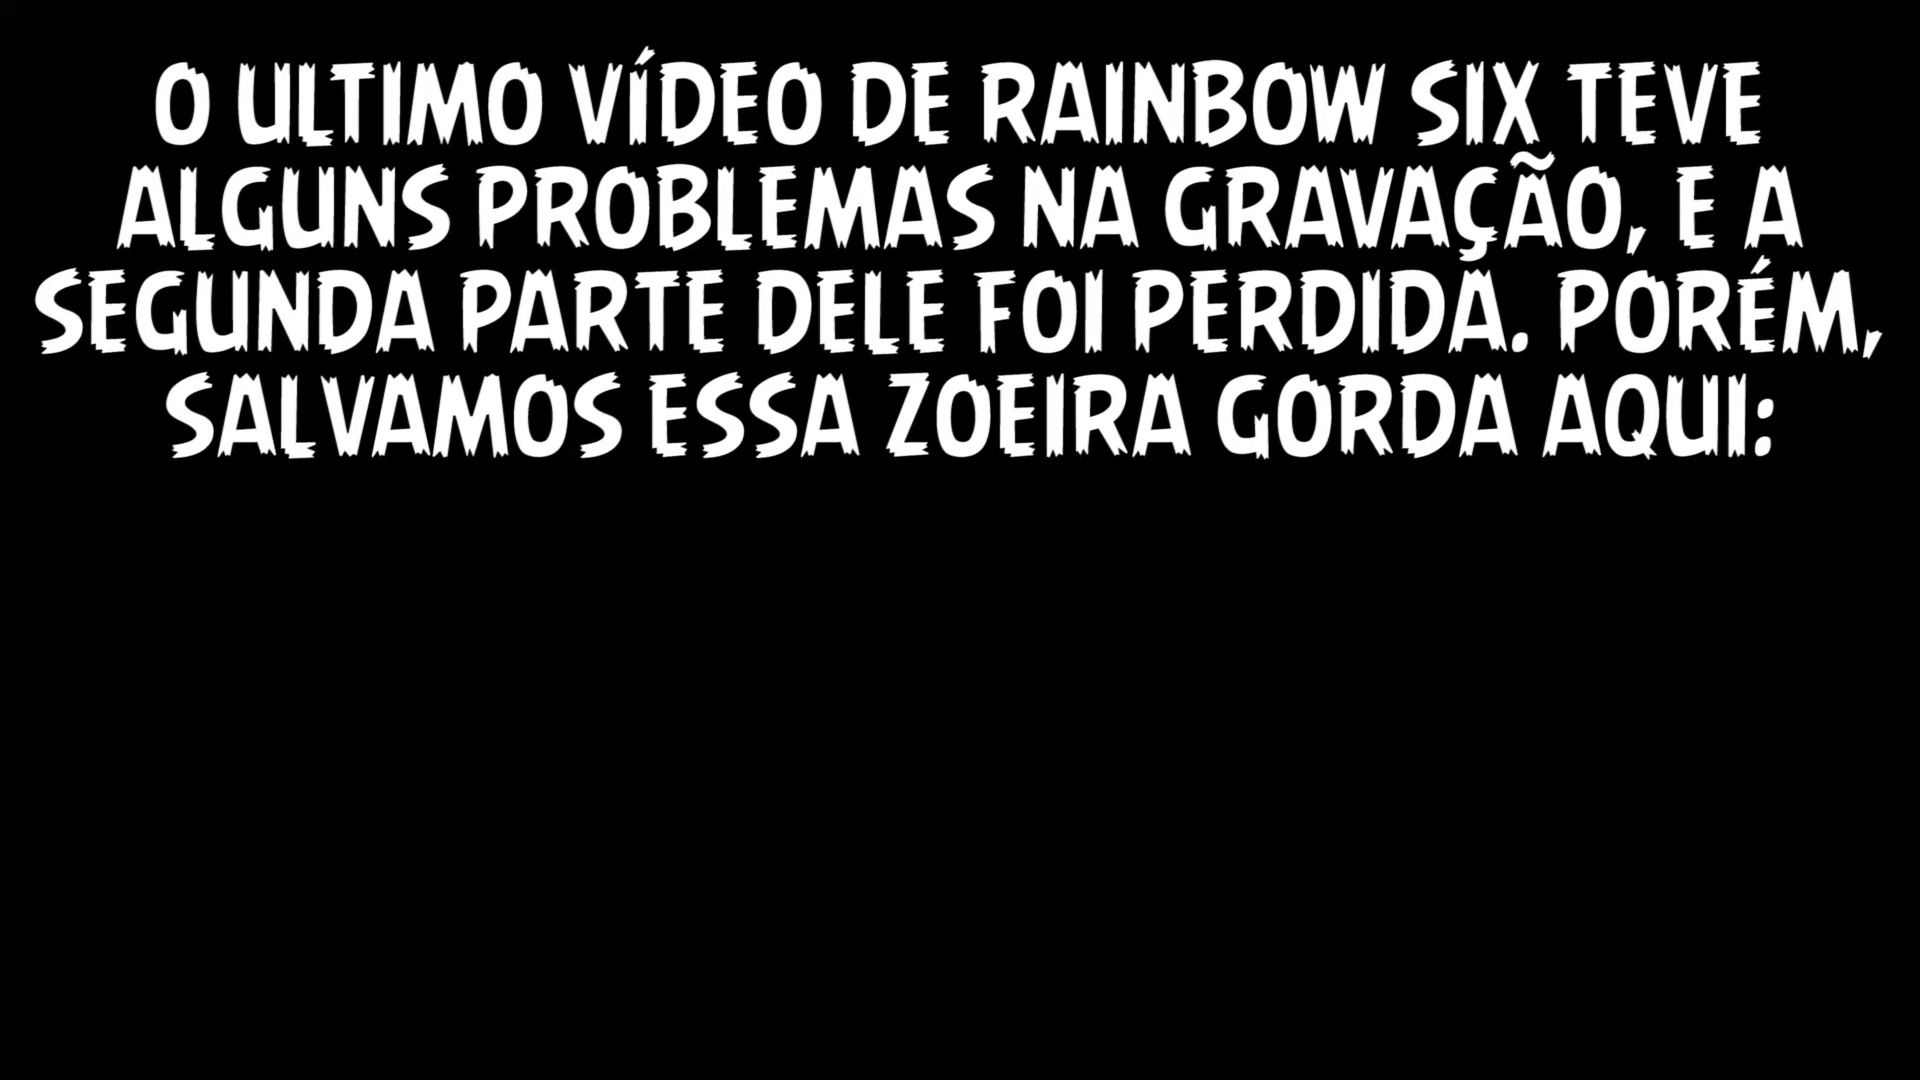 O ULTIMO VÍDEO DE RAINBOW SIX TEVE
ALGUNS PROBLEMAS NA GRAVAÇÃO, E A
SEGUNDA PARTE DELE FOI PERDIDA. PORÉM,
SALVAMOS ESSA ZOEIRA GORDA AQUI: